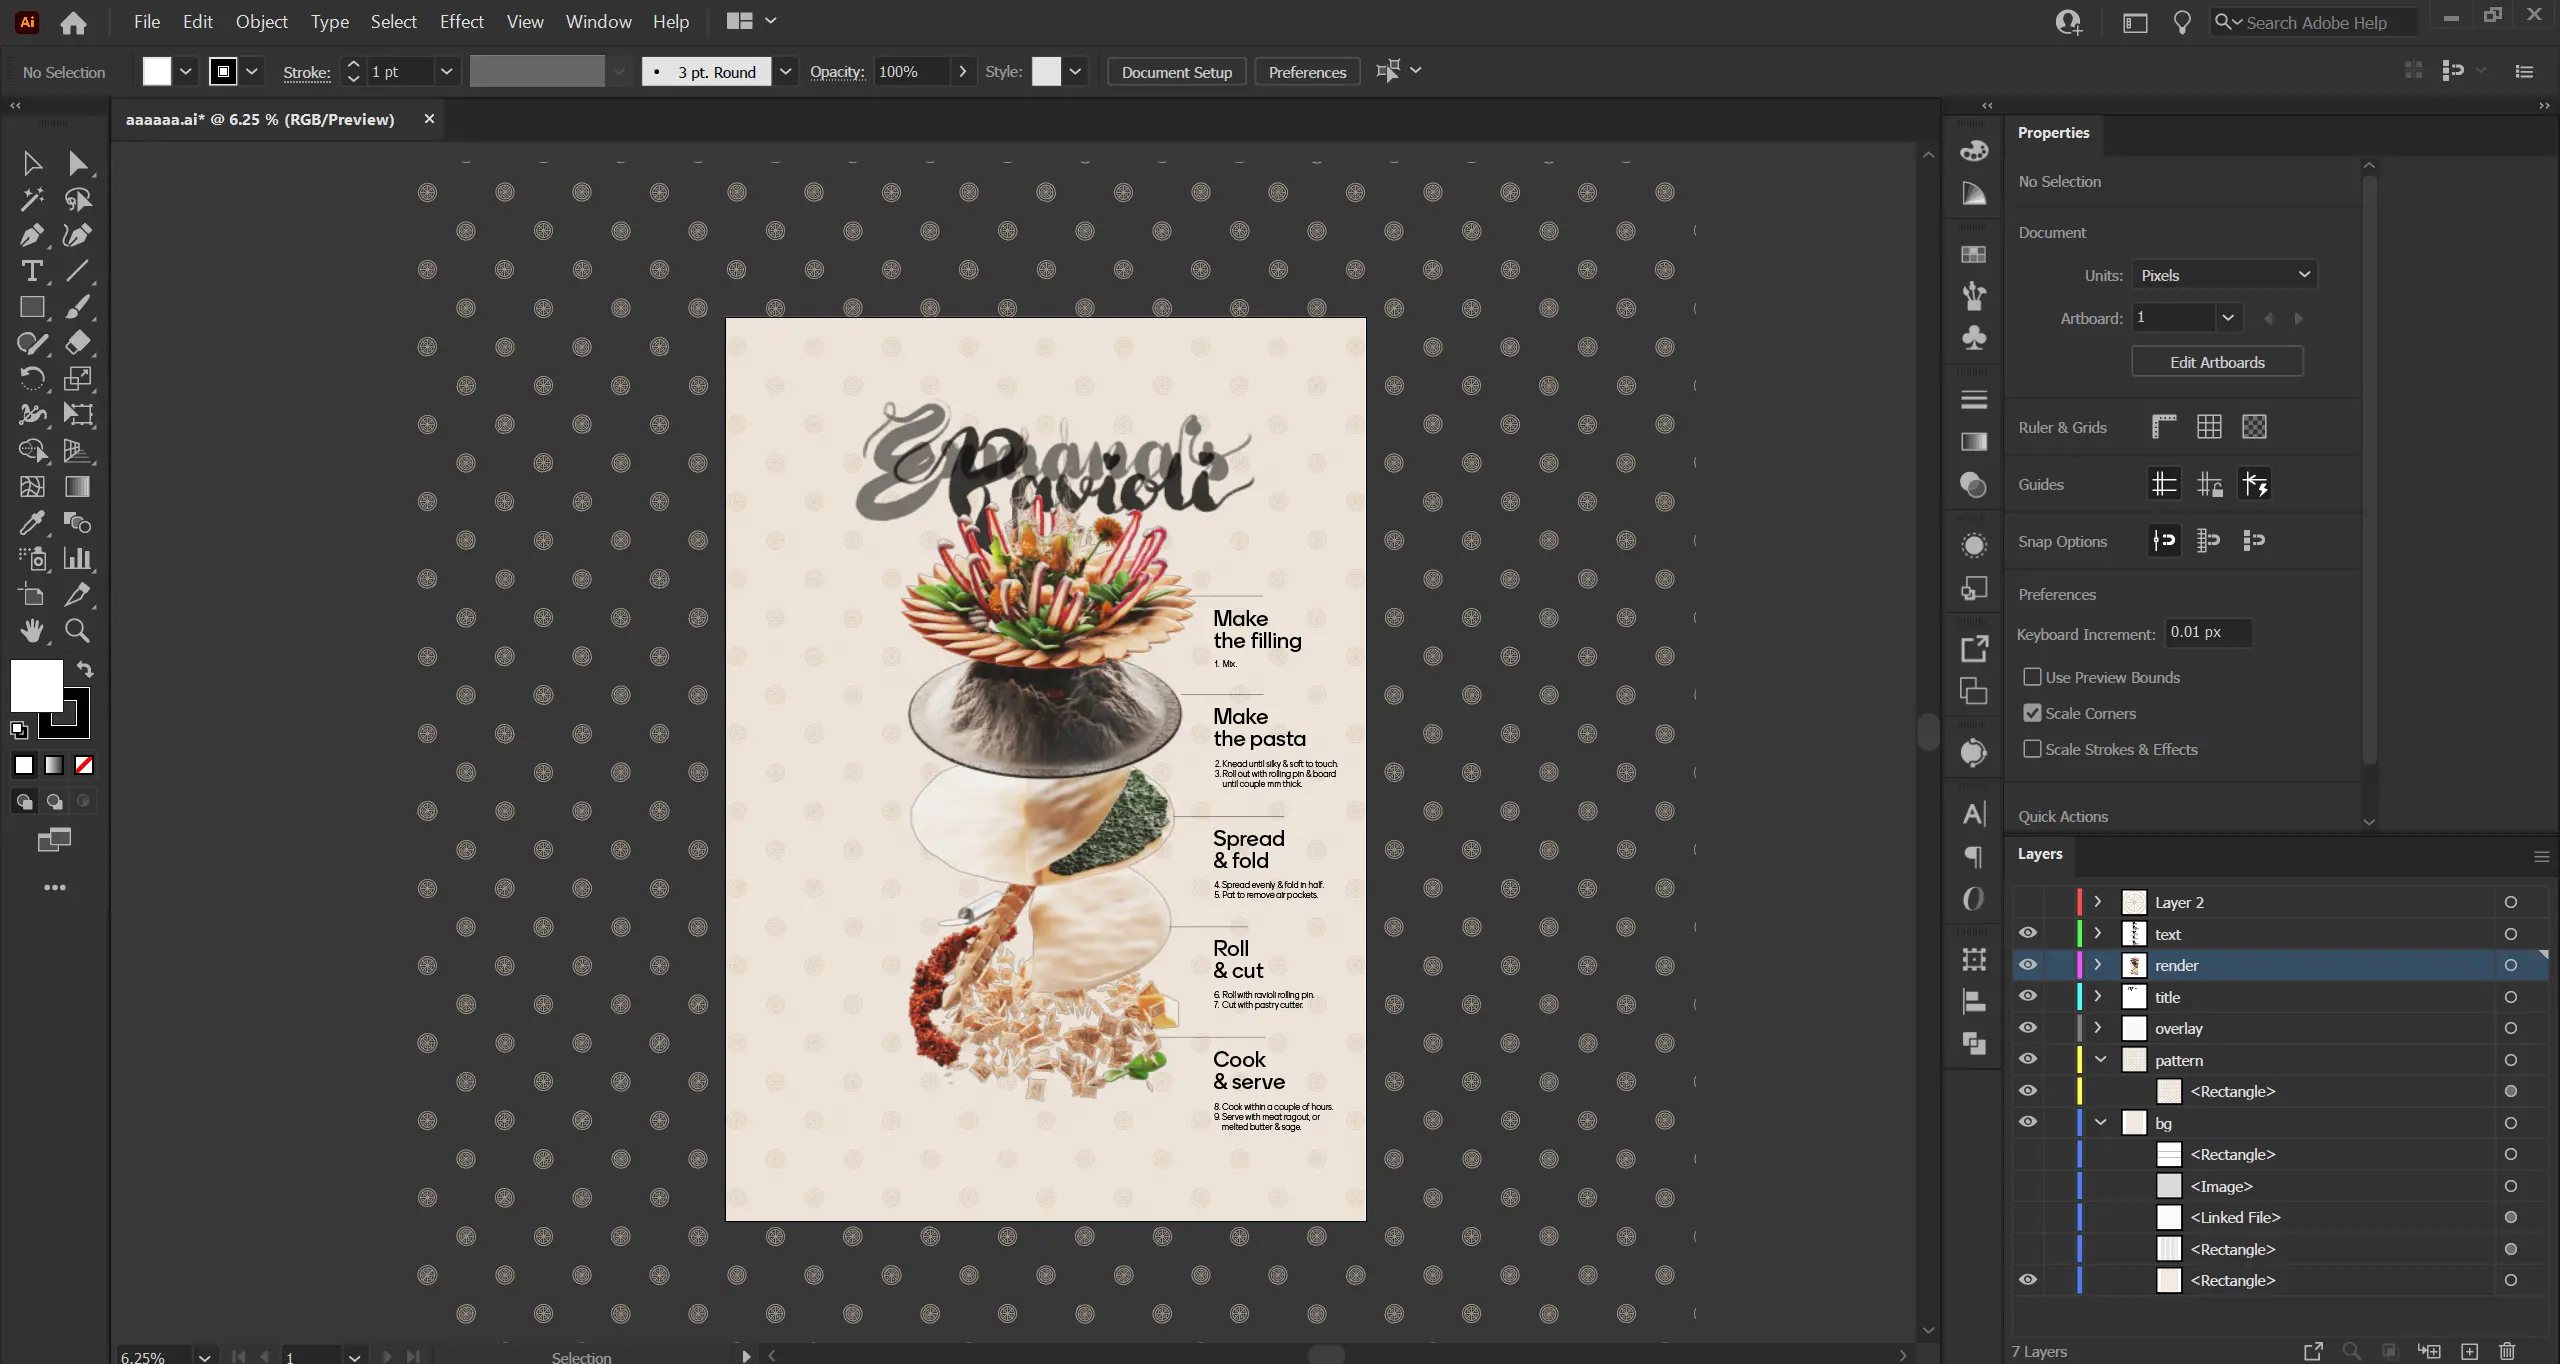 Ai
File Edit Object Type Select Effect View Window Help
Search Adobe Help
No Selection
Stroke: 1 pt
3 pt. Round
Opacity: 100%
Style:
Document Setup
Preferences
aaaaaa.ai* @ 6.25 % (RGB/Preview)
Ravioli
Make
the filling
1. Mix.
Make
the pasta
2. Knead until silky & soft to touch.
3. Roll out with rolling pin & board
until couple mm thick.
Spread
& fold
4. Spread evenly & fold in half.
5. Pat to remove air pockets.
Roll
& cut
6. Roll with ravioli rolling pin.
7. Cut with pastry cutter.
Cook
& serve
8. Cook within a couple of hours.
9. Serve with meat ragout, or
melted butter & sage.
6.25%
1
Selection
Properties
No Selection
Document
Units: Pixels
Artboard: 1
Edit Artboards
Ruler & Grids
Guides
Snap Options
Preferences
Keyboard Increment: 0.01 px
Use Preview Bounds
Scale Corners
Scale Strokes & Effects
Quick Actions
Layers
Layer 2
text
render
title
overlay
pattern
<Rectangle>
bg
<Rectangle>
<Image>
<Linked File>
<Rectangle>
<Rectangle>
7 Layers